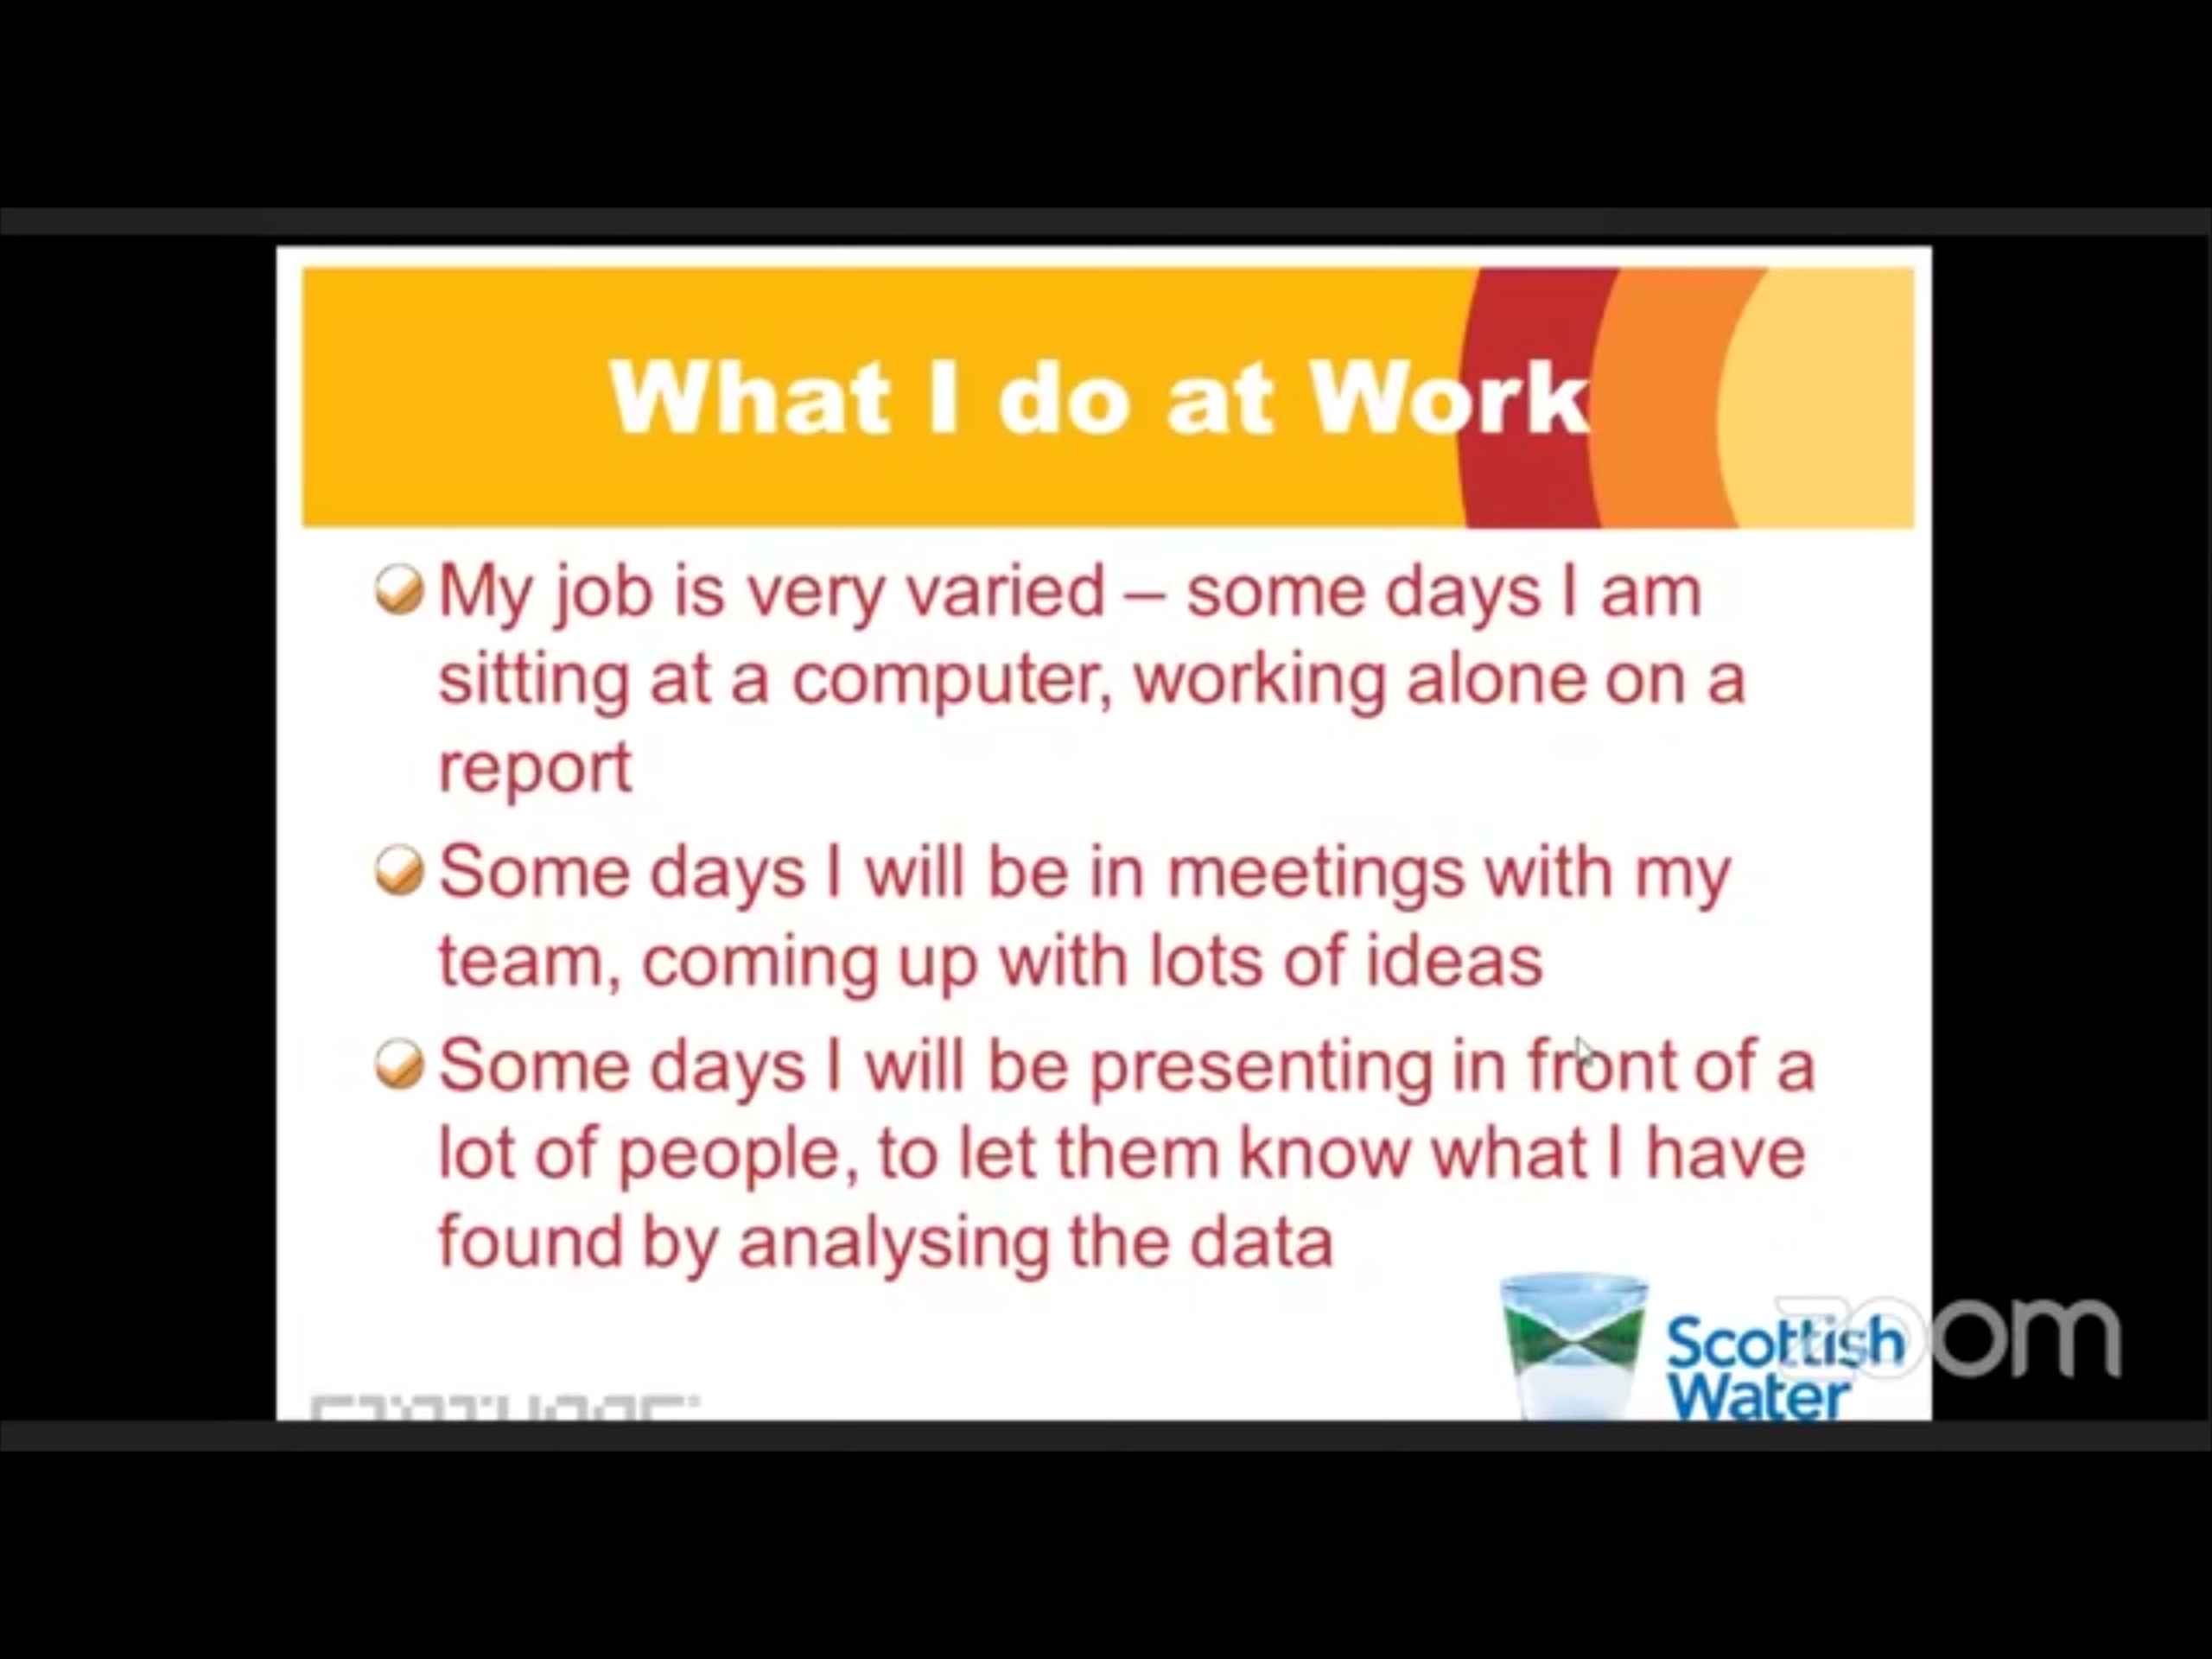 What I do at Work
My job is very varied – some days I am
sitting at a computer, working alone on a
report
Some days I will be in meetings with my
team, coming up with lots of ideas
Some days I will be presenting in front of a
lot of people, to let them know what I have
found by analysing the data
Scottish
Water
zoom